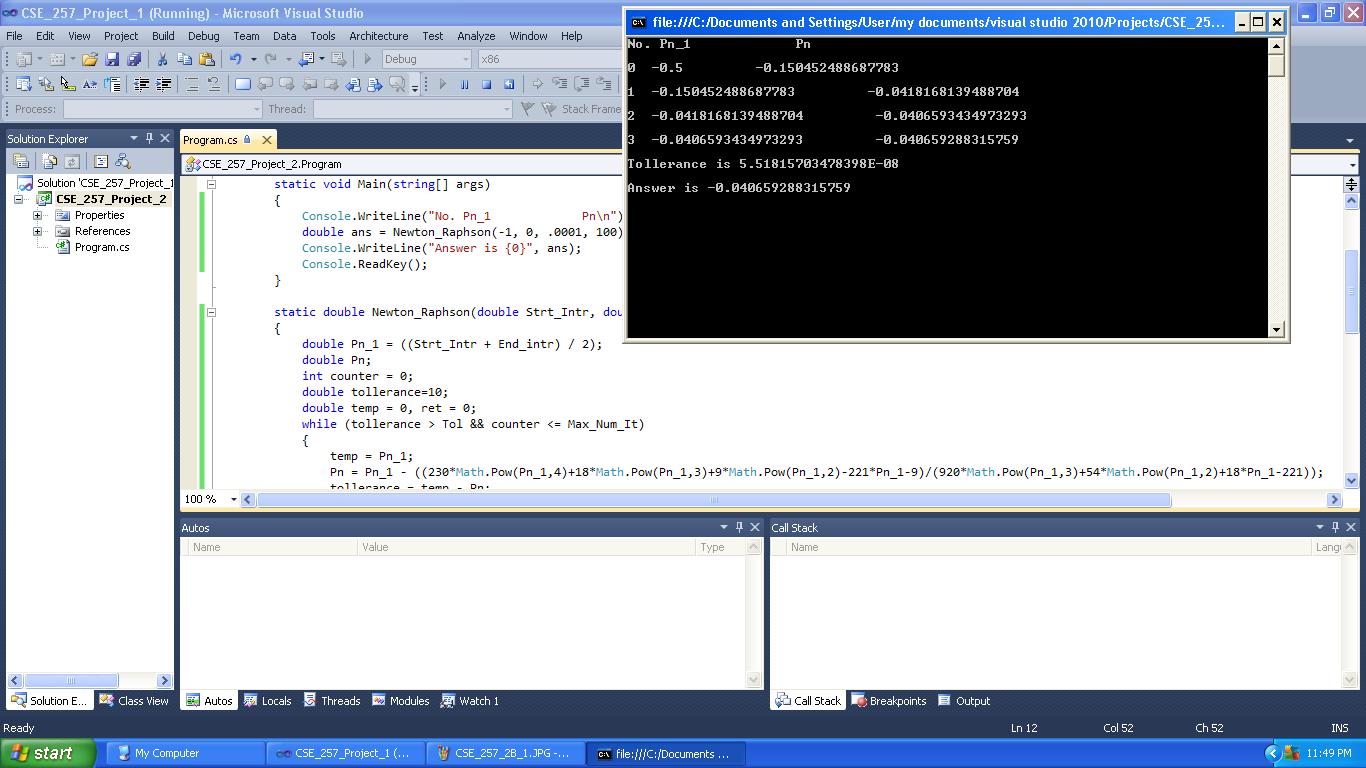 CSE_257_Project_1 (Running) - Microsoft Visual Studio
File Edit View Project Build Debug Team Data Tools Architecture Test Analyze Window Help
Debug x86
Process: Thread: Stack Frame
Solution Explorer
Solution 'CSE_257_Project_1
CSE_257_Project_2
Properties
References
Program.cs
Program.cs
CSE_257_Project_2.Program
static void Main(string[] args)
{
Console.WriteLine("No. Pn_1             Pn\n")
double ans = Newton_Raphson(-1, 0, .0001, 100)
Console.WriteLine("Answer is {0}", ans);
Console.ReadKey();
}
static double Newton_Raphson(double Strt_Intr, dou
{
double Pn_1 = ((Strt_Intr + End_intr) / 2);
double Pn;
int counter = 0;
double tollerance=10;
double temp = 0, ret = 0;
while (tollerance > Tol && counter <= Max_Num_It)
{
temp = Pn_1;
Pn = Pn_1 - ((230*Math.Pow(Pn_1,4)+18*Math.Pow(Pn_1,3)+9*Math.Pow(Pn_1,2)-221*Pn_1-9)/(920*Math.Pow(Pn_1,3)+54*Math.Pow(Pn_1,2)+18*Pn_1-221));
tollerance = temp - Pn;
100 %
file:///C:/Documents and Settings/User/my documents/visual studio 2010/Projects/CSE_25...
No. Pn_1             Pn
0  -0.5         -0.150452488687783
1  -0.150452488687783         -0.0418168139488704
2  -0.0418168139488704         -0.0406593434973293
3  -0.0406593434973293         -0.040659288315759
Tollerance is 5.51815703478398E-08
Answer is -0.040659288315759
Autos
Name Value Type
Call Stack
Name Langu
Solution E... Class View
Autos Locals Threads Modules Watch 1
Call Stack Breakpoints Output
Ready Ln 12 Col 52 Ch 52 INS
start My Computer CSE_257_Project_1 (... CSE_257_2B_1.JPG -... file:///C:/Documents ... 11:49 PM